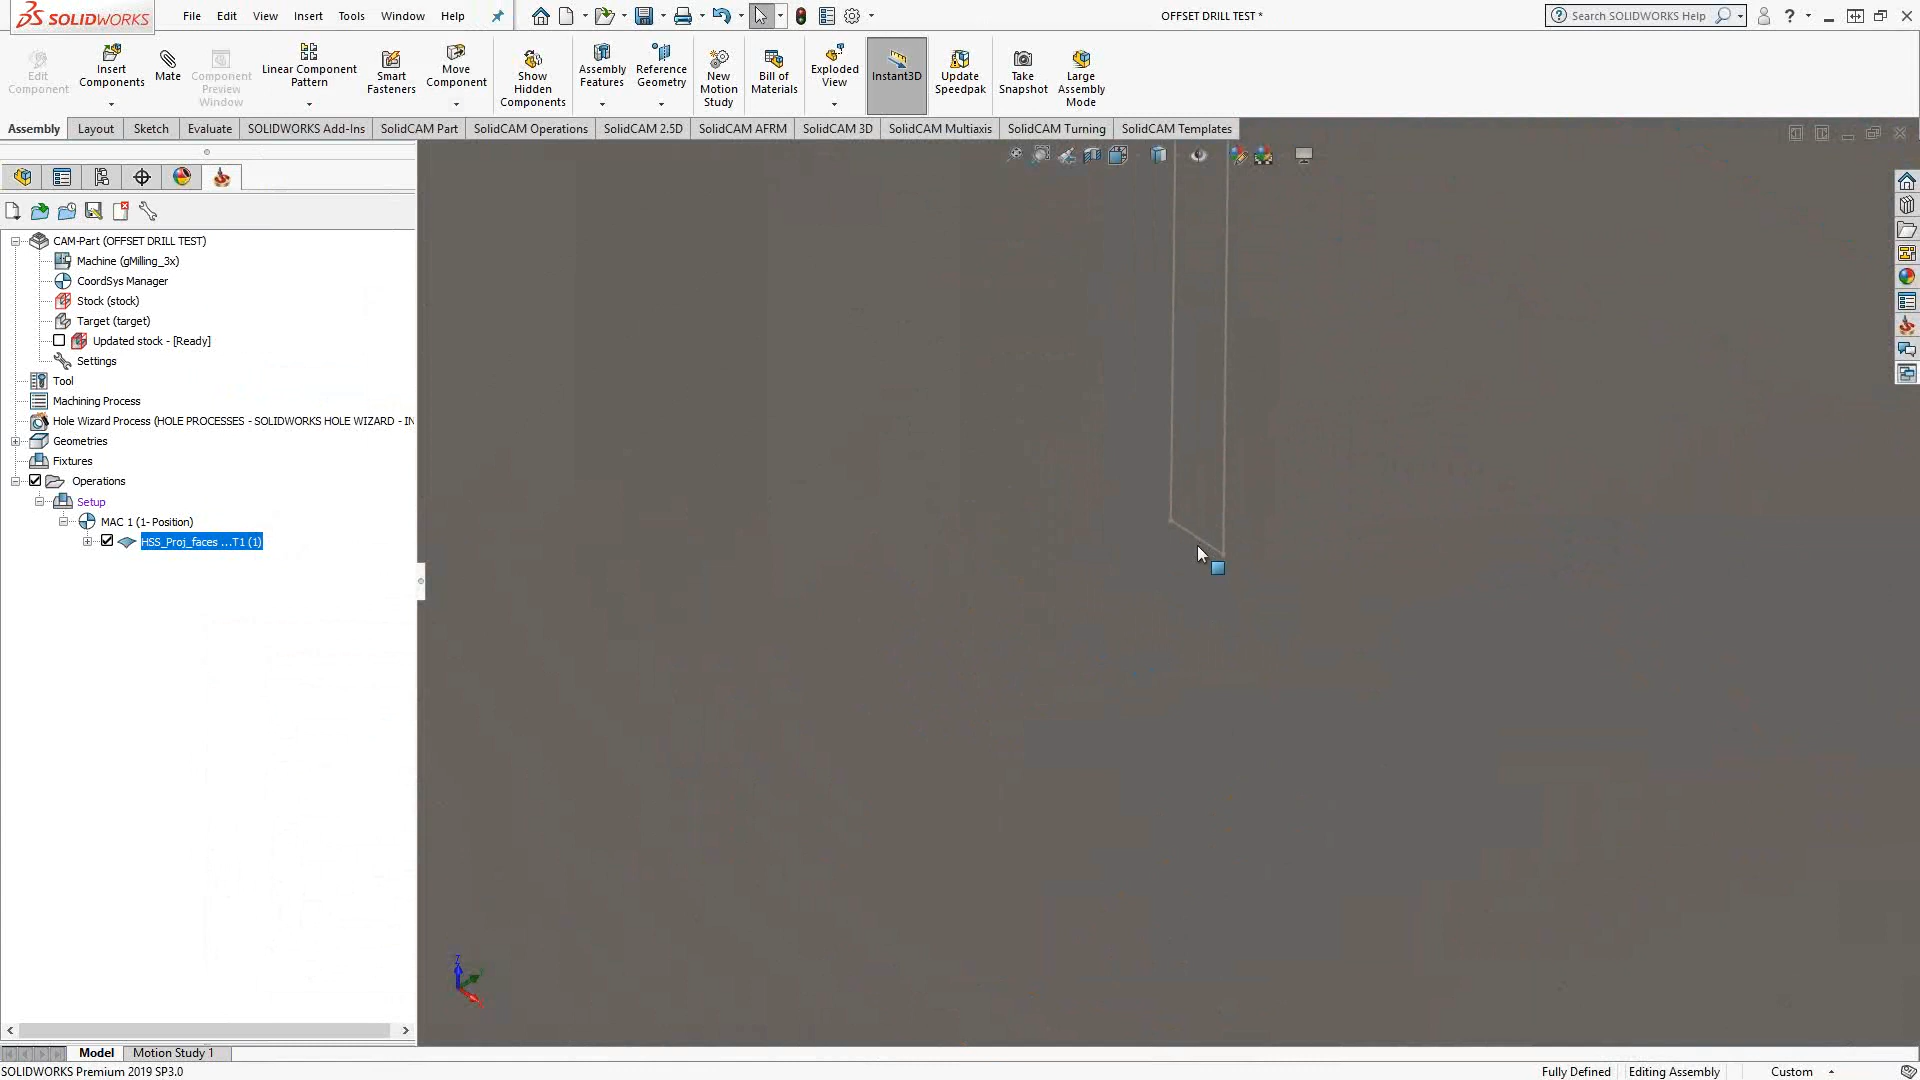 SOLIDWORKS
File Edit View Insert Tools Window Help
OFFSET DRILL TEST *
Search SOLIDWORKS Help
Edit Component
Insert Components
Mate
Component Preview Window
Linear Component Pattern
Smart Fasteners
Move Component
Show Hidden Components
Assembly Features
Reference Geometry
New Motion Study
Bill of Materials
Exploded View
Instant3D
Update Speedpak
Take Snapshot
Large Assembly Mode
Assembly Layout Sketch Evaluate SOLIDWORKS Add-Ins SolidCAM Part SolidCAM Operations SolidCAM 2.5D SolidCAM AFRM SolidCAM 3D SolidCAM Multiaxis SolidCAM Turning SolidCAM Templates
CAM-Part (OFFSET DRILL TEST)
Machine (gMilling_3x)
CoordSys Manager
Stock (stock)
Target (target)
Updated stock - [Ready]
Settings
Tool
Machining Process
Hole Wizard Process (HOLE PROCESSES - SOLIDWORKS HOLE WIZARD - IN
Geometries
Fixtures
Operations
Setup
MAC 1 (1- Position)
HSS_Proj_faces ...T1 (1)
Z
Model Motion Study 1
SOLIDWORKS Premium 2019 SP3.0
Fully Defined Editing Assembly Custom